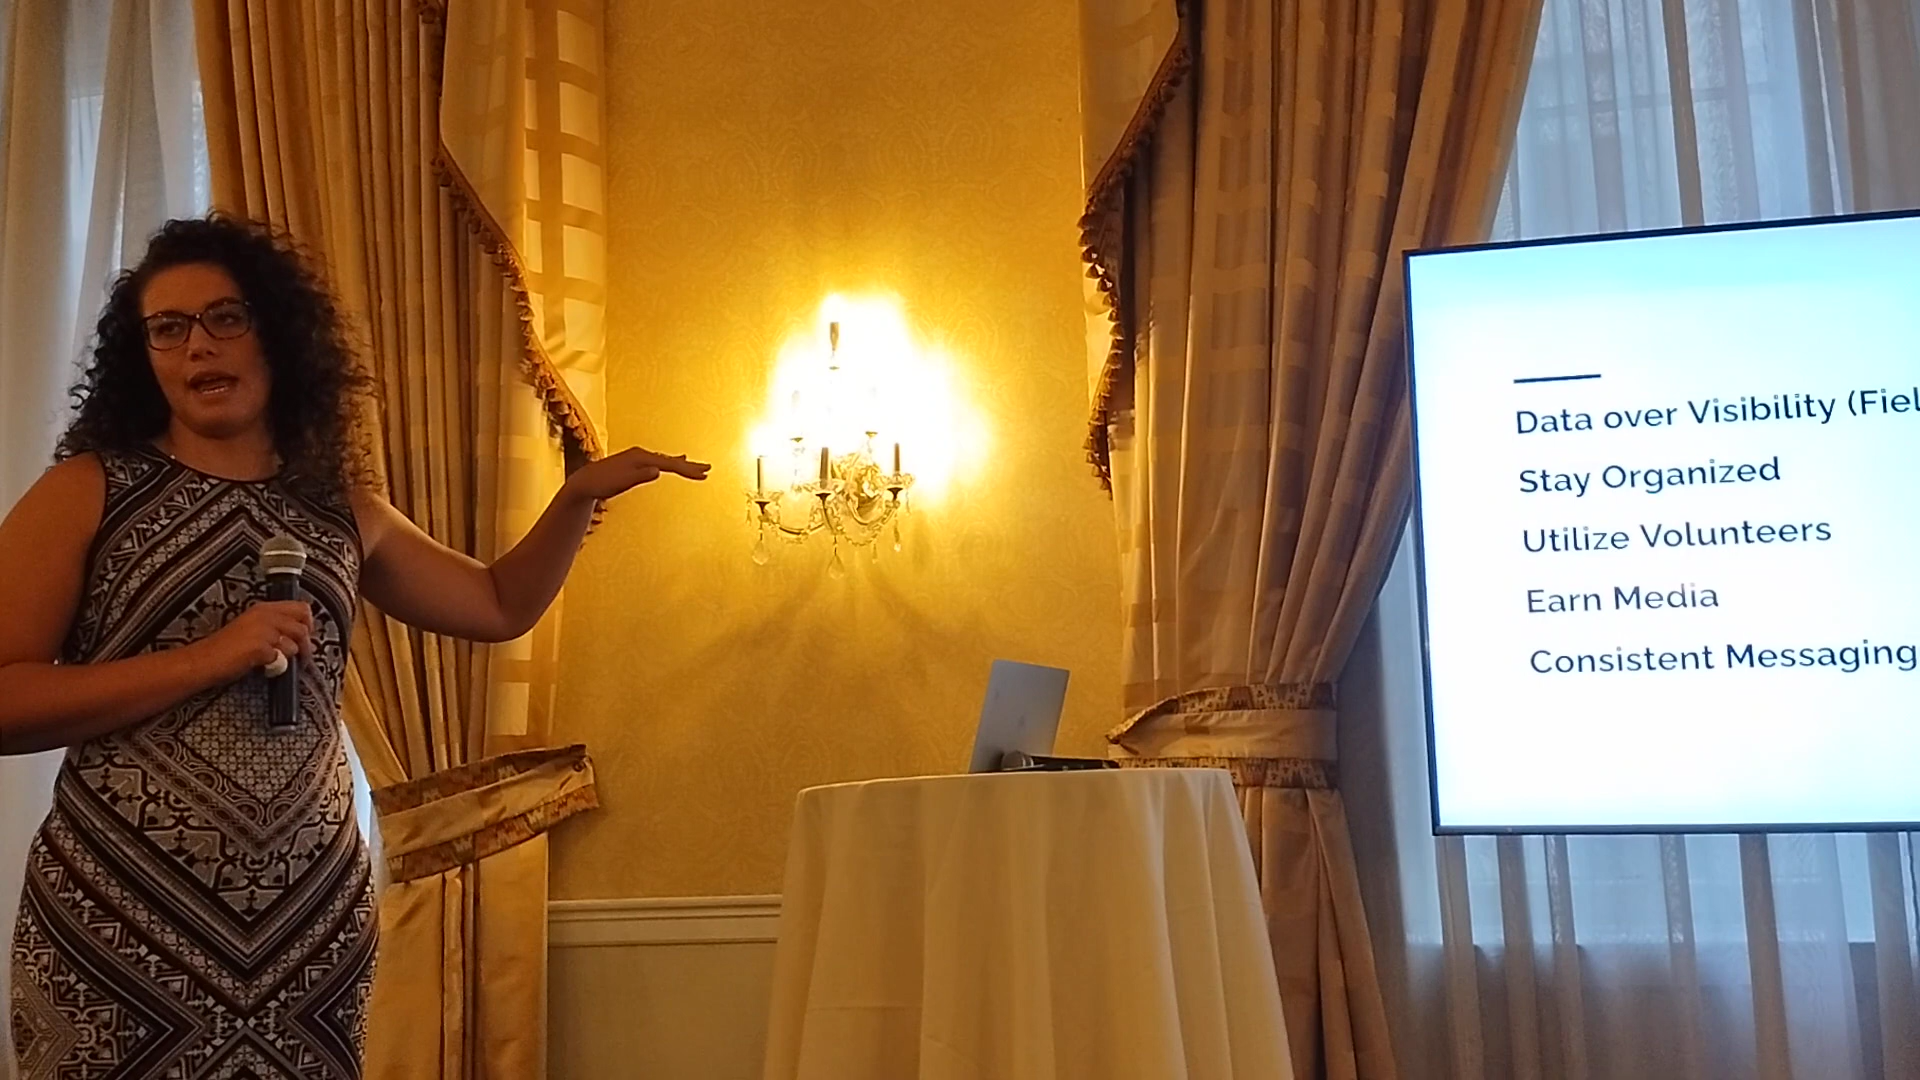 Data over Visibility (Fiel
Stay Organized
Utilize Volunteers
Earn Media
Consistent Messaging